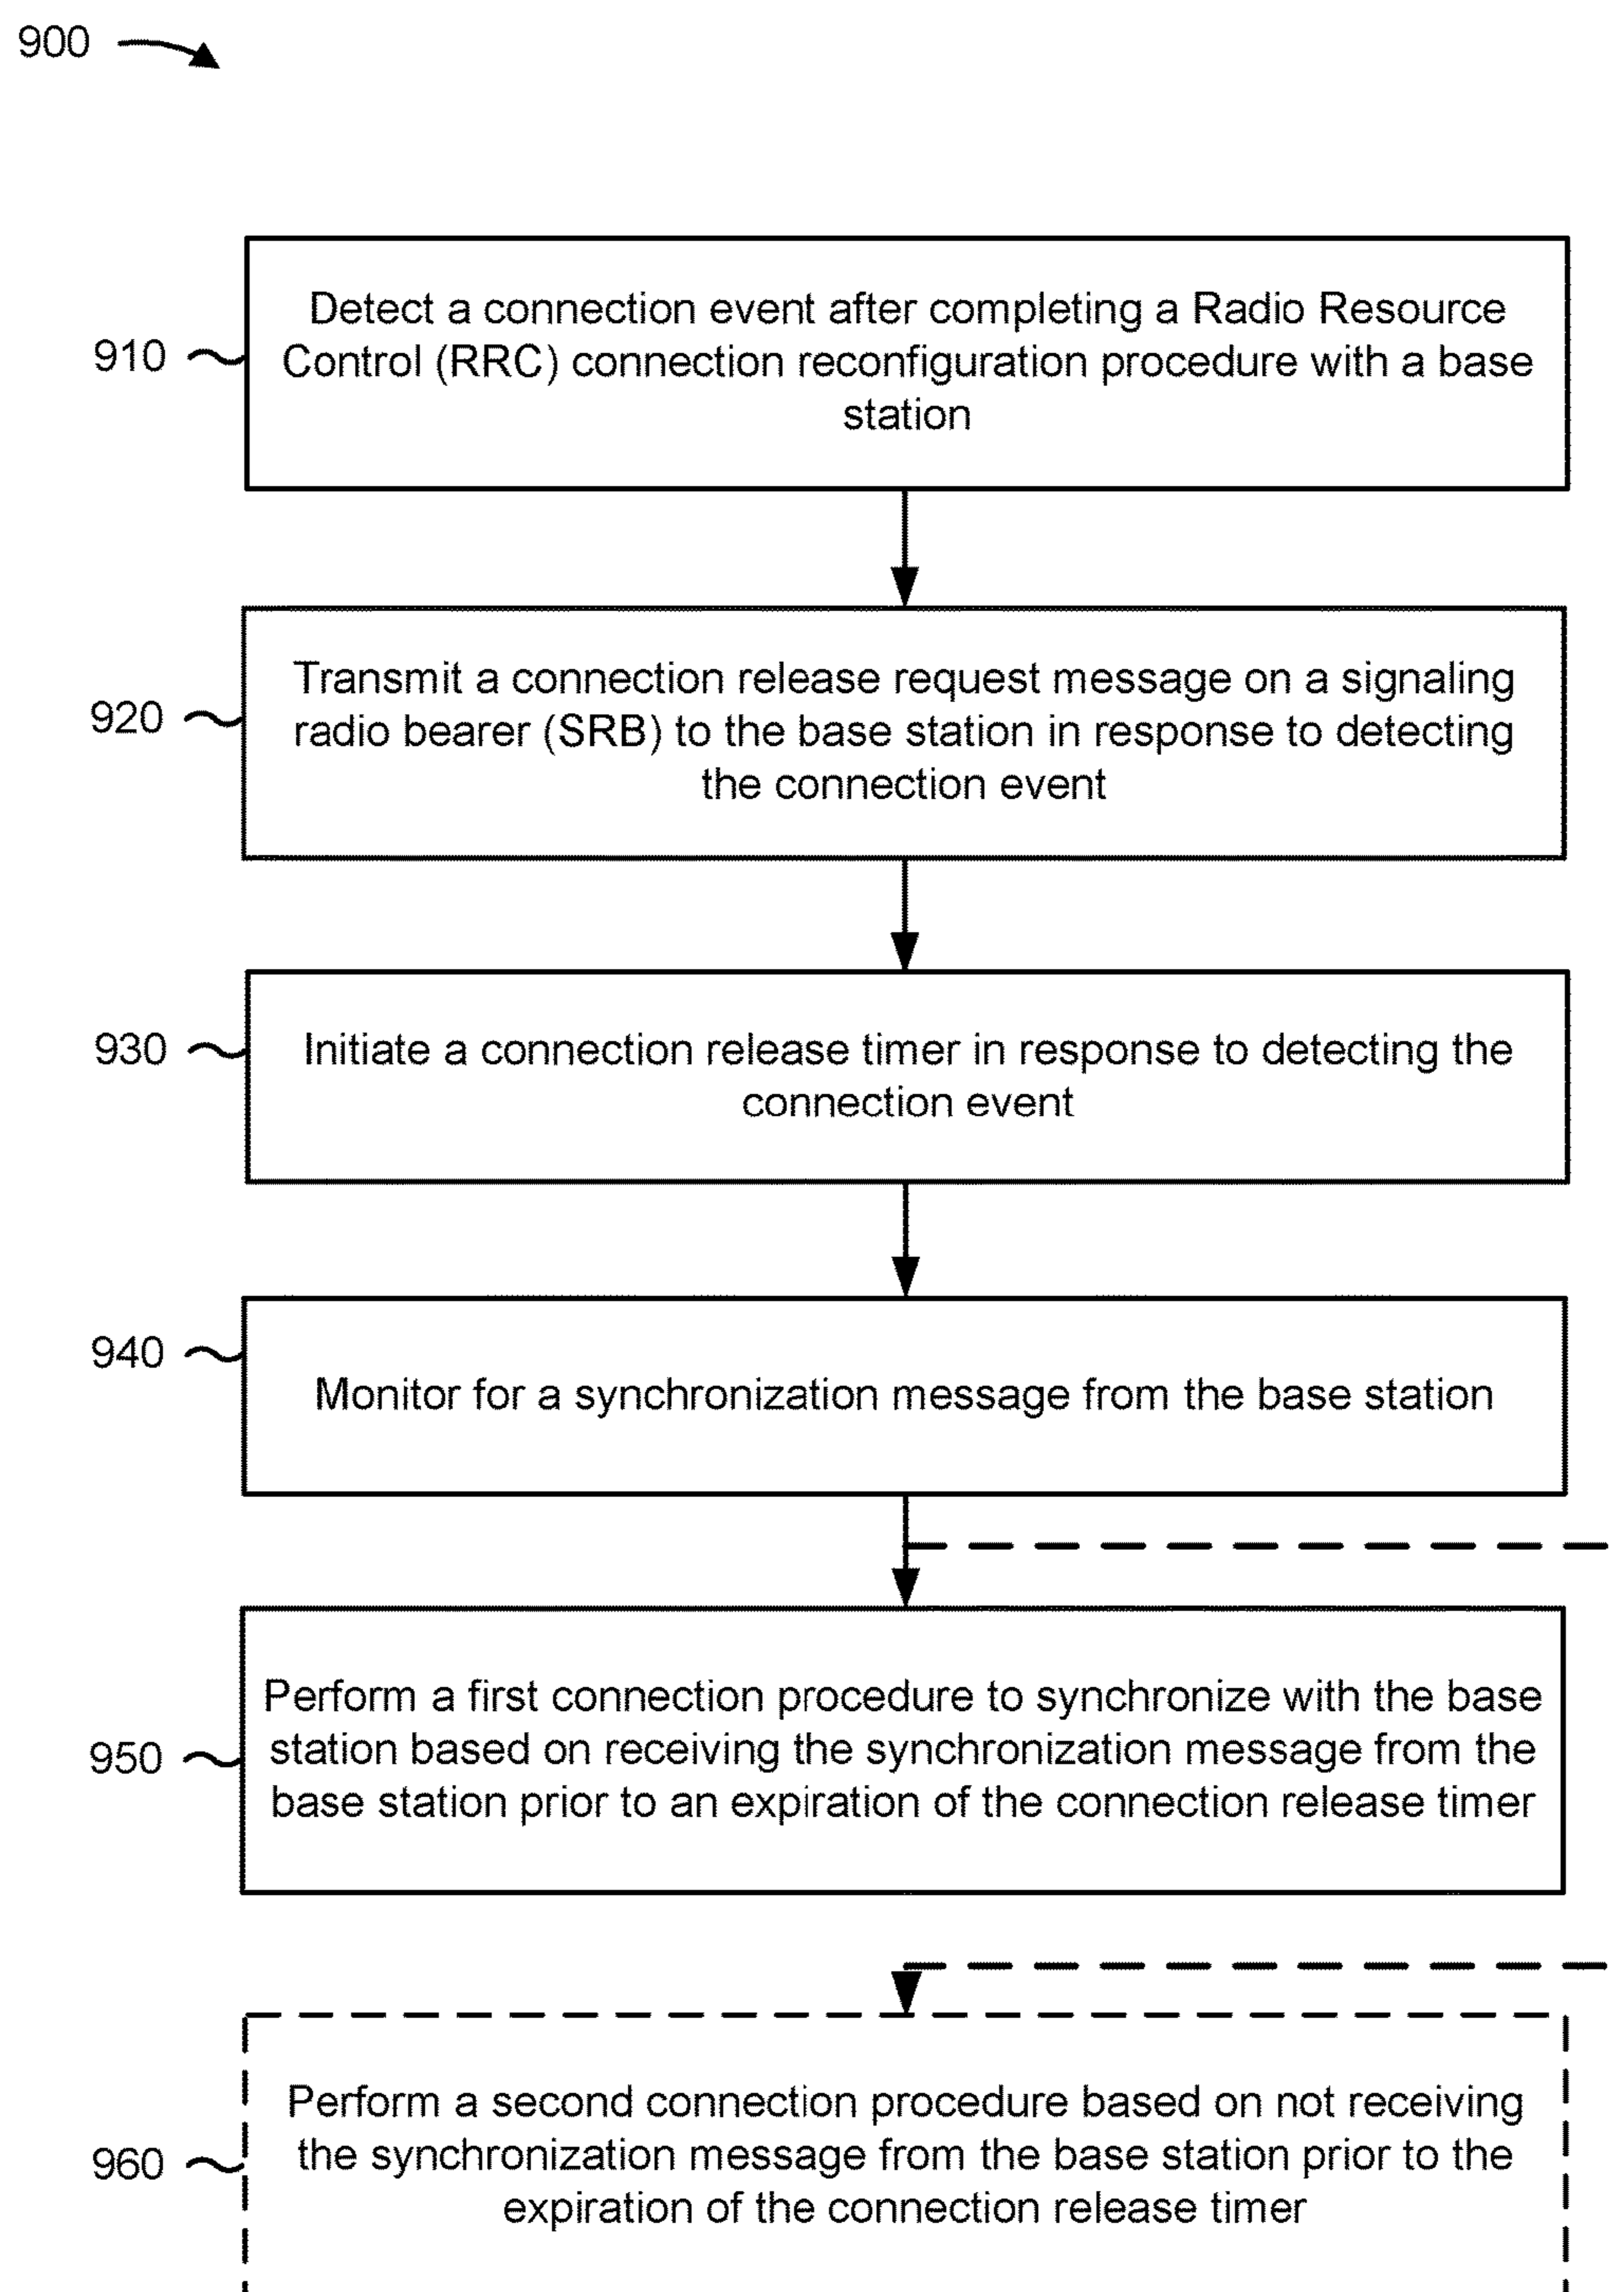 900
910
Detect a connection event after completing a Radio Resource
Control (RRC) connection reconfiguration procedure with a base
station
920
Transmit a connection release request message on a signaling
radio bearer (SRB) to the base station in response to detecting
the connection event
930
Initiate a connection release timer in response to detecting the
connection event
940
Monitor for a synchronization message from the base station
950
Perform a first connection procedure to synchronize with the base
station based on receiving the synchronization message from the
base station prior to an expiration of the connection release timer
960
Perform a second connection procedure based on not receiving
the synchronization message from the base station prior to the
expiration of the connection release timer